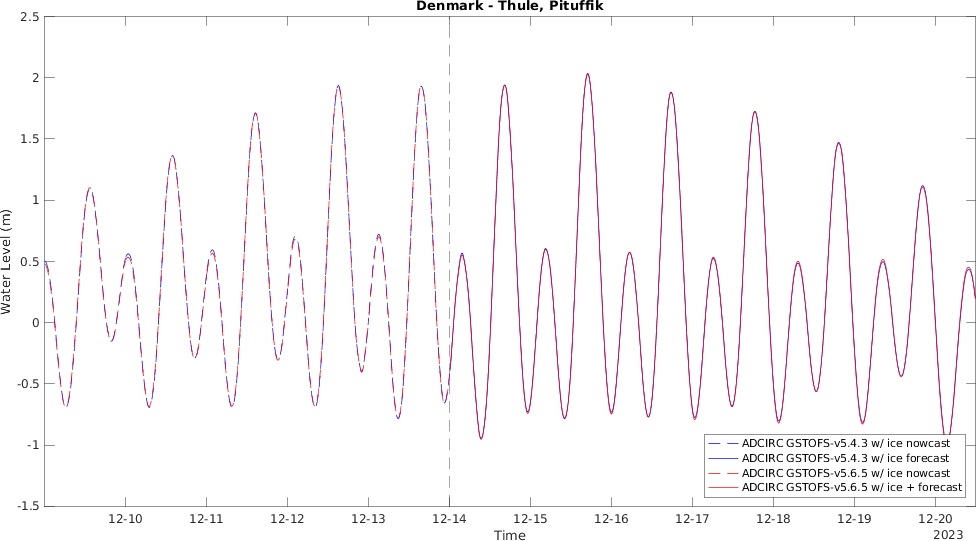 Denmark - Thule, Pituffik
2.5
2
1.5
1
0.5
0
-0.5
-1
-1.5
Water Level (m)
ADCIRC GSTOFS-v5.4.3 w/ ice nowcast
ADCIRC GSTOFS-v5.4.3 w/ ice forecast
ADCIRC GSTOFS-v5.6.5 w/ ice nowcast
ADCIRC GSTOFS-v5.6.5 w/ ice + forecast
12-10 12-11 12-12 12-13 12-14 12-15 12-16 12-17 12-18 12-19 12-20
Time
2023